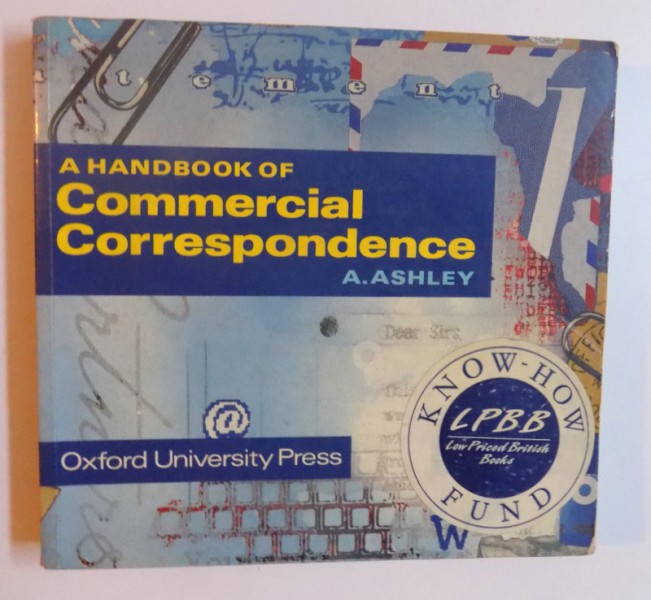 t e m e n t
A HANDBOOK OF
Commercial
Correspondence
A. ASHLEY
Dear Sir,
@
Oxford University Press
KNOW-HOW
LPBB
Low Priced British
Books
FUND
W